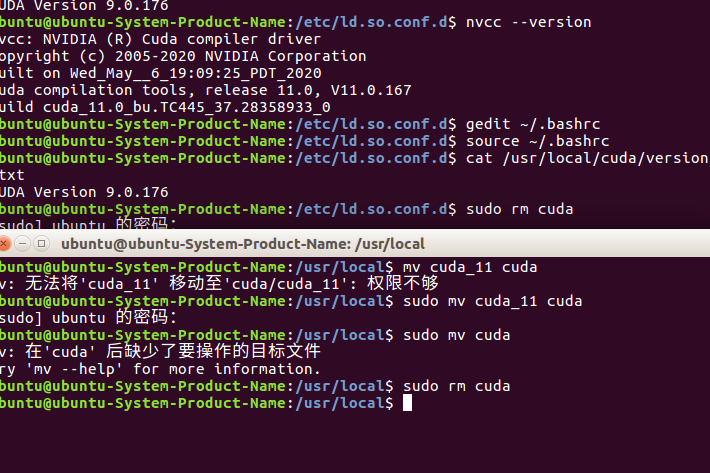 UDA Version 9.0.176
buntu@ubuntu-System-Product-Name:/etc/ld.so.conf.d$ nvcc --version
vcc: NVIDIA (R) Cuda compiler driver
opyright (c) 2005-2020 NVIDIA Corporation
uilt on Wed_May__6_19:09:25_PDT_2020
uda compilation tools, release 11.0, V11.0.167
uild cuda_11.0_bu.TC445_37.28358933_0
buntu@ubuntu-System-Product-Name:/etc/ld.so.conf.d$ gedit ~/.bashrc
buntu@ubuntu-System-Product-Name:/etc/ld.so.conf.d$ source ~/.bashrc
buntu@ubuntu-System-Product-Name:/etc/ld.so.conf.d$ cat /usr/local/cuda/version
txt
UDA Version 9.0.176
buntu@ubuntu-System-Product-Name:/etc/ld.so.conf.d$ sudo rm cuda
sudo] ubuntu 的密码：
ubuntu@ubuntu-System-Product-Name: /usr/local
buntu@ubuntu-System-Product-Name:/usr/local$ mv cuda_11 cuda
v: 无法将'cuda_11' 移动至'cuda/cuda_11': 权限不够
buntu@ubuntu-System-Product-Name:/usr/local$ sudo mv cuda_11 cuda
sudo] ubuntu 的密码：
buntu@ubuntu-System-Product-Name:/usr/local$ sudo mv cuda
v: 在'cuda' 后缺少了要操作的目标文件
ry 'mv --help' for more information.
buntu@ubuntu-System-Product-Name:/usr/local$ sudo rm cuda
buntu@ubuntu-System-Product-Name:/usr/local$